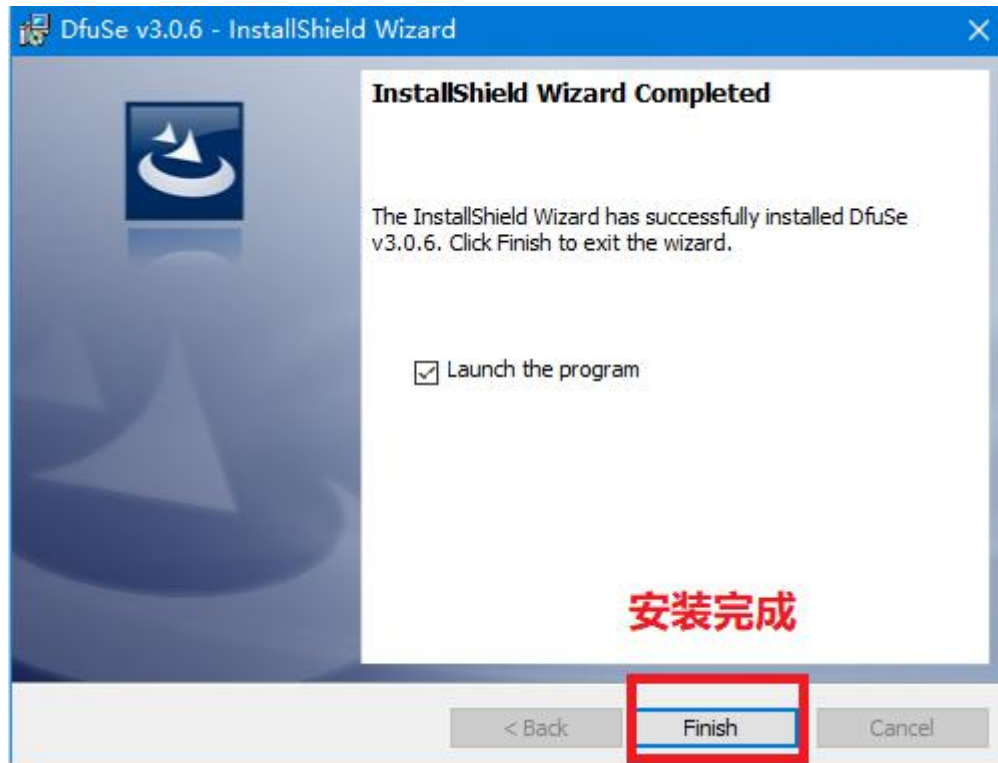 DfuSe v3.0.6 - InstallShield Wizard
InstallShield Wizard Completed
The InstallShield Wizard has successfully installed DfuSe
v3.0.6. Click Finish to exit the wizard.
Launch the program
安装完成
< Back
Finish
Cancel